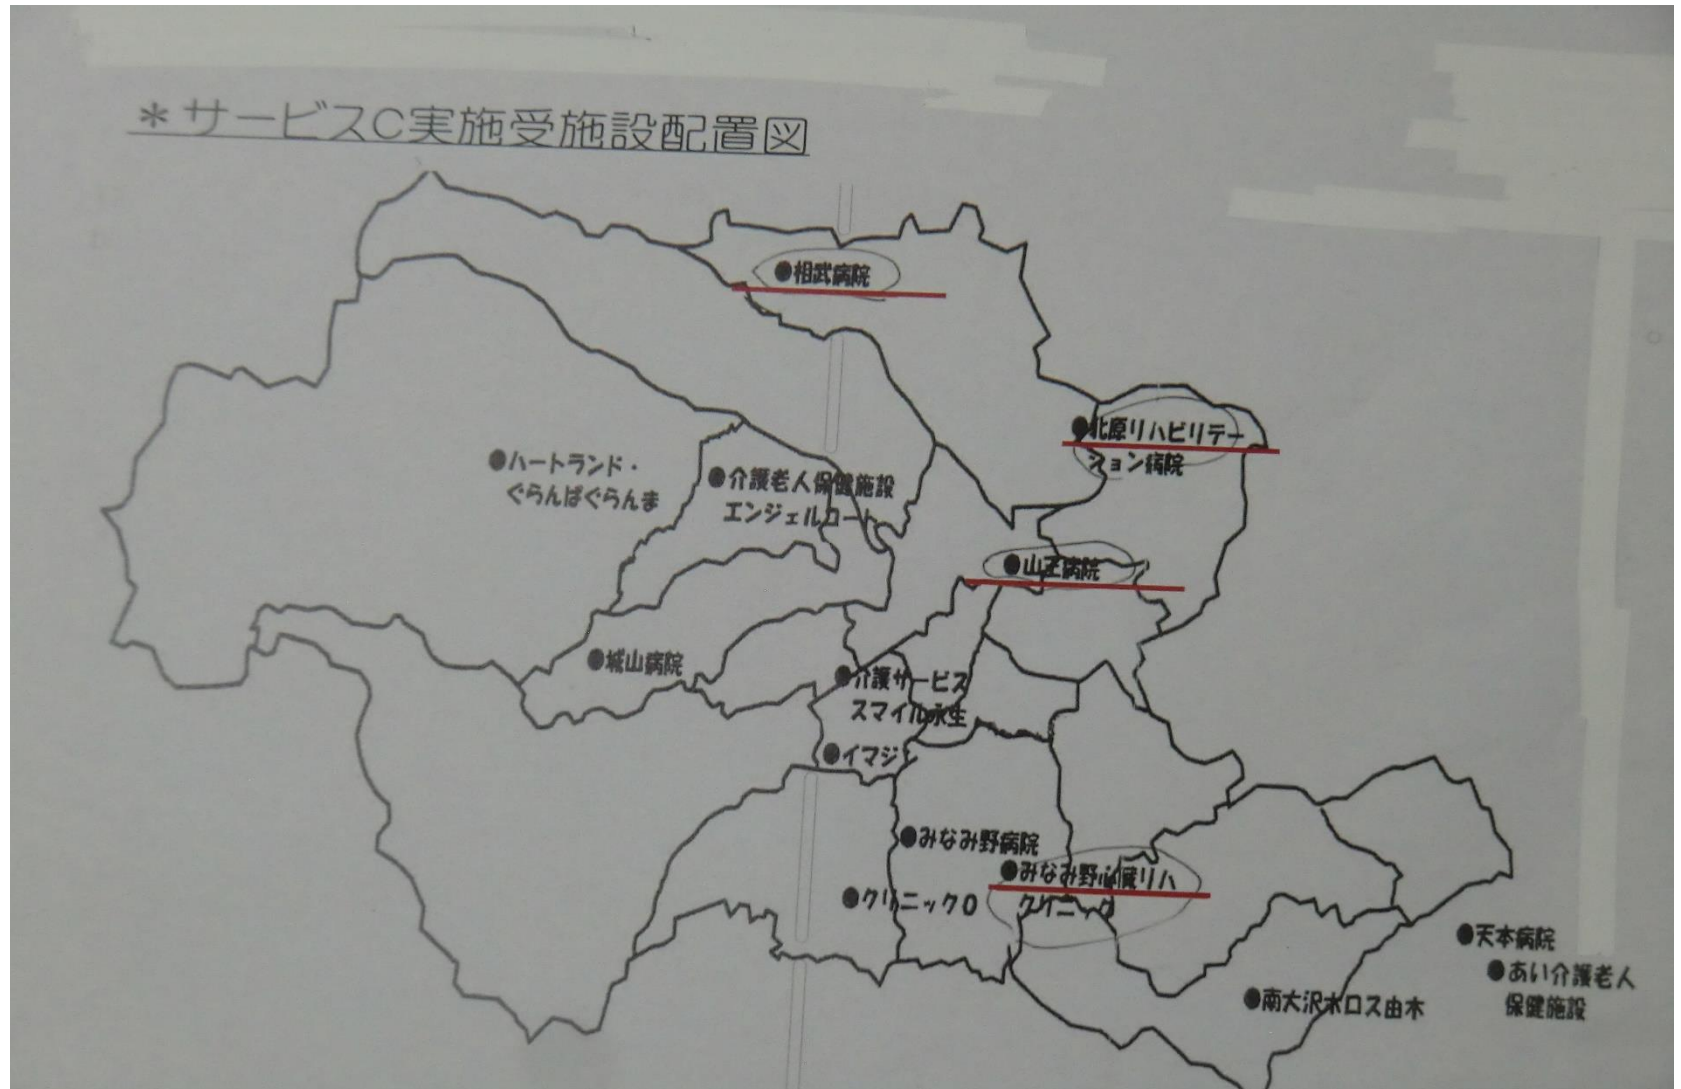 ＊サービスC実施受施設配置図
●相武病院
●北原リハビリテー
ション病院
●ハートランド・
ぐらんぱぐらんま
●介護老人保健施設
エンジェルコート
●山王病院
●城山病院
●介護サービス
スマイル永生
●イマジン
●みなみ野病院
●みなみ野心臓リハ
クリニック
●クリニック０
●天本病院
●あい介護老人
保健施設
●南大沢ホロス由木